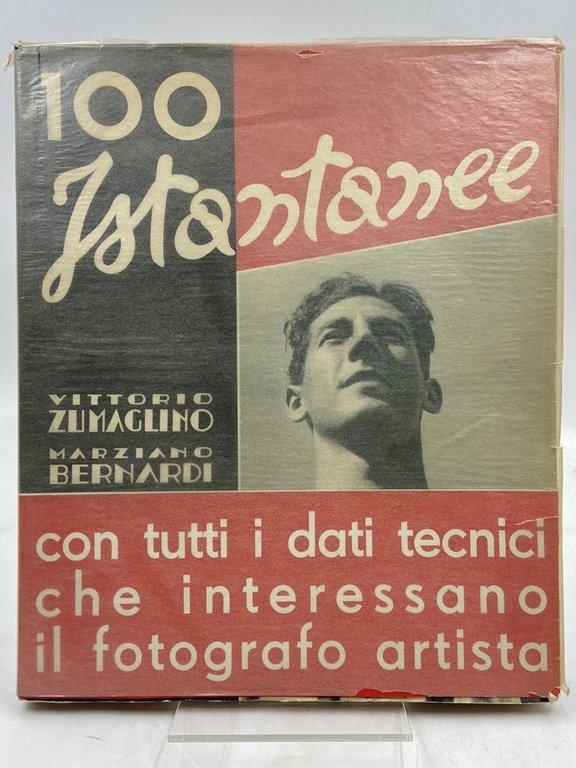 100
Istantanee
VITTORIO
ZUMAGLINO
MARZIANO
BERNARDI
con tutti i dati tecnici
che interessano
il fotografo artista